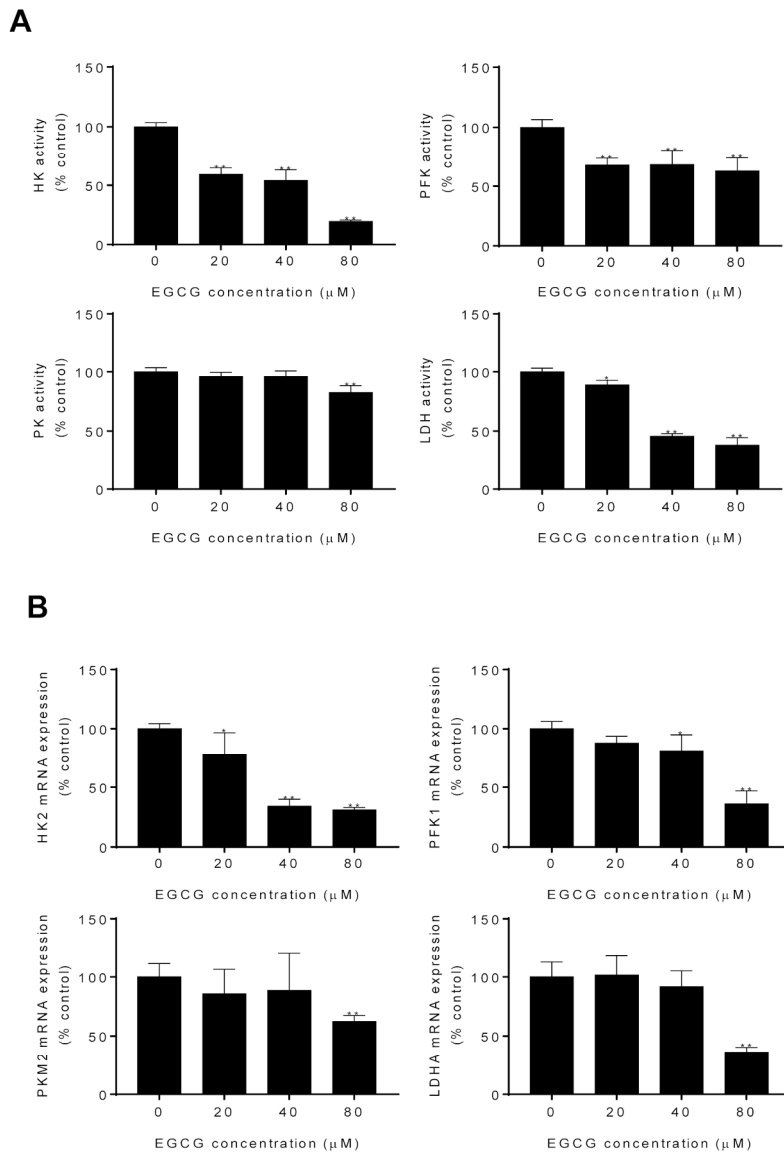 A
HK activity
(% control)
150
100
50
0
** ** **
0 20 40 80
EGCG concentration (μM)
PFK activity
(% control)
150
100
50
0
** ** **
0 20 40 80
EGCG concentration (μM)
PK activity
(% control)
150
100
50
0
**
0 20 40 80
EGCG concentration (μM)
LDH activity
(% control)
150
100
50
0
* ** **
0 20 40 80
EGCG concentration (μM)
B
HK2 mRNA expression
(% control)
150
100
50
0
* ** **
0 20 40 80
EGCG concentration (μM)
PFK1 mRNA expression
(% control)
150
100
50
0
* **
0 20 40 80
EGCG concentration (μM)
PKM2 mRNA expression
(% control)
150
100
50
0
**
0 20 40 80
EGCG concentration (μM)
LDHA mRNA expression
(% control)
150
100
50
0
**
0 20 40 80
EGCG concentration (μM)